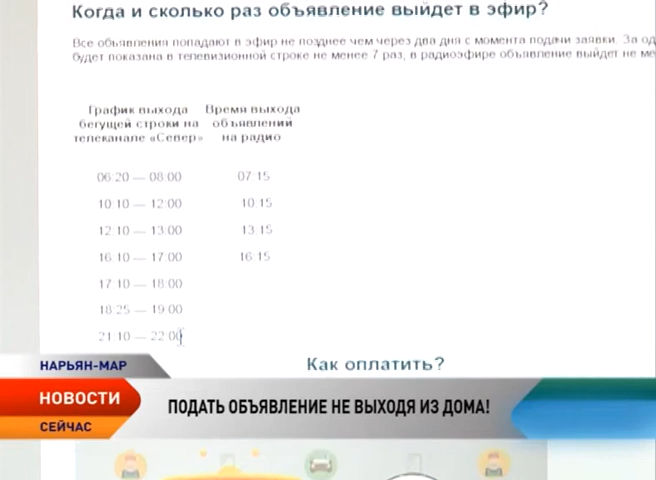 Когда и сколько раз объявление выйдет в эфир?
Все объявления попадают в эфир не позднее чем через два дня с момента подачи заявки. За од
будет показана в телевизионной строке не менее 7 раз, в радиоэфире объявление выйдет не ме
График выхода бегущей строки на телеканале «Север»
Время выхода объявлений на радио
06:20 — 08:00 07:15
10:10 — 12:00 10:15
12:10 — 13:00 13:15
16:10 — 17:00 16:15
17:10 — 18:00
18:25 — 19:00
21:10 — 22:00
Как оплатить?
НАРЬЯН-МАР
НОВОСТИ
СЕЙЧАС
ПОДАТЬ ОБЪЯВЛЕНИЕ НЕ ВЫХОДЯ ИЗ ДОМА!